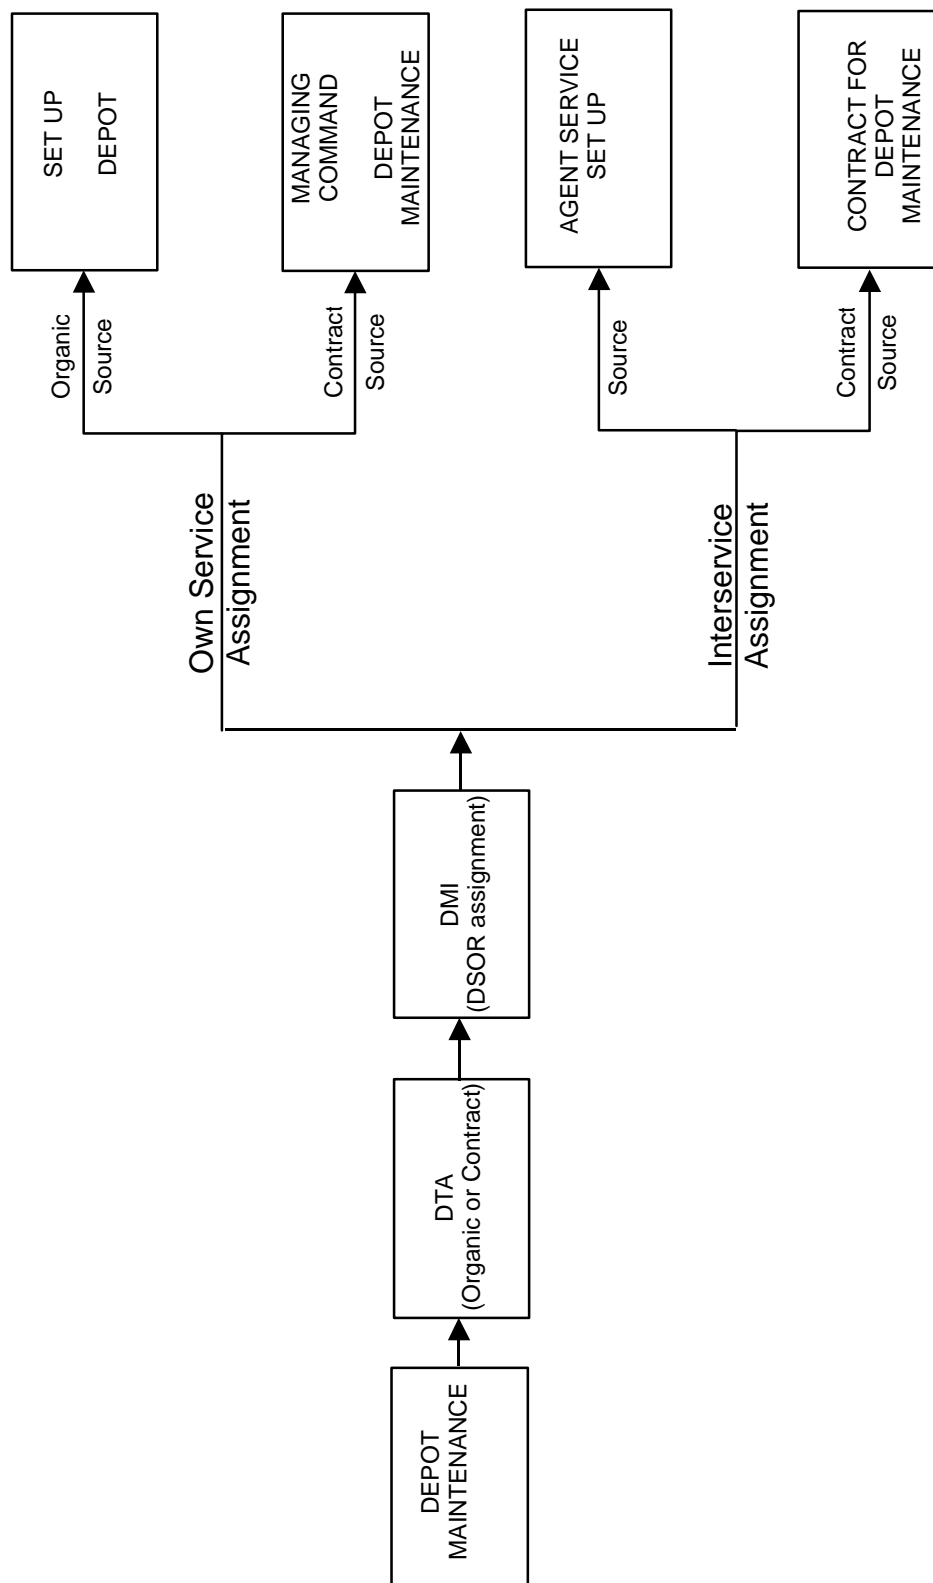 DEPOT
MAINTENANCE
DTA
(Organic or Contract)
DMI
(DSOR assignment)
Own Service
Assignment
Organic
Source
SET UP
DEPOT
Contract
Source
MANAGING
COMMAND
DEPOT
MAINTENANCE
Interservice
Assignment
Source
AGENT SERVICE
SET UP
Contract
Source
CONTRACT FOR
DEPOT
MAINTENANCE